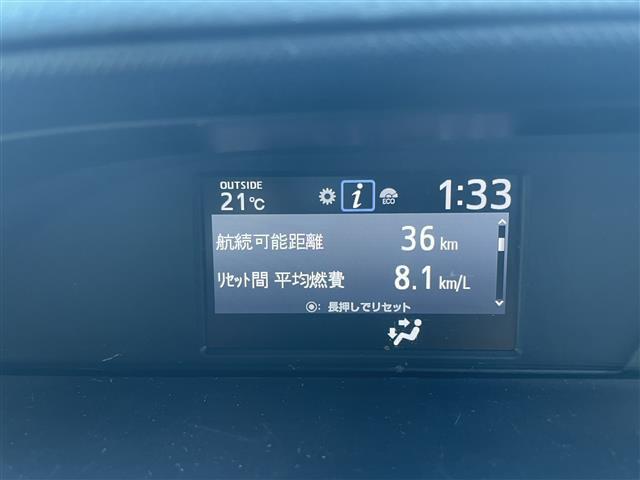 OUTSIDE
21℃
i
ECO
1:33
航続可能距離 36 km
ﾘｾｯﾄ間 平均燃費 8.1 km/L
◉: 長押しでリセット